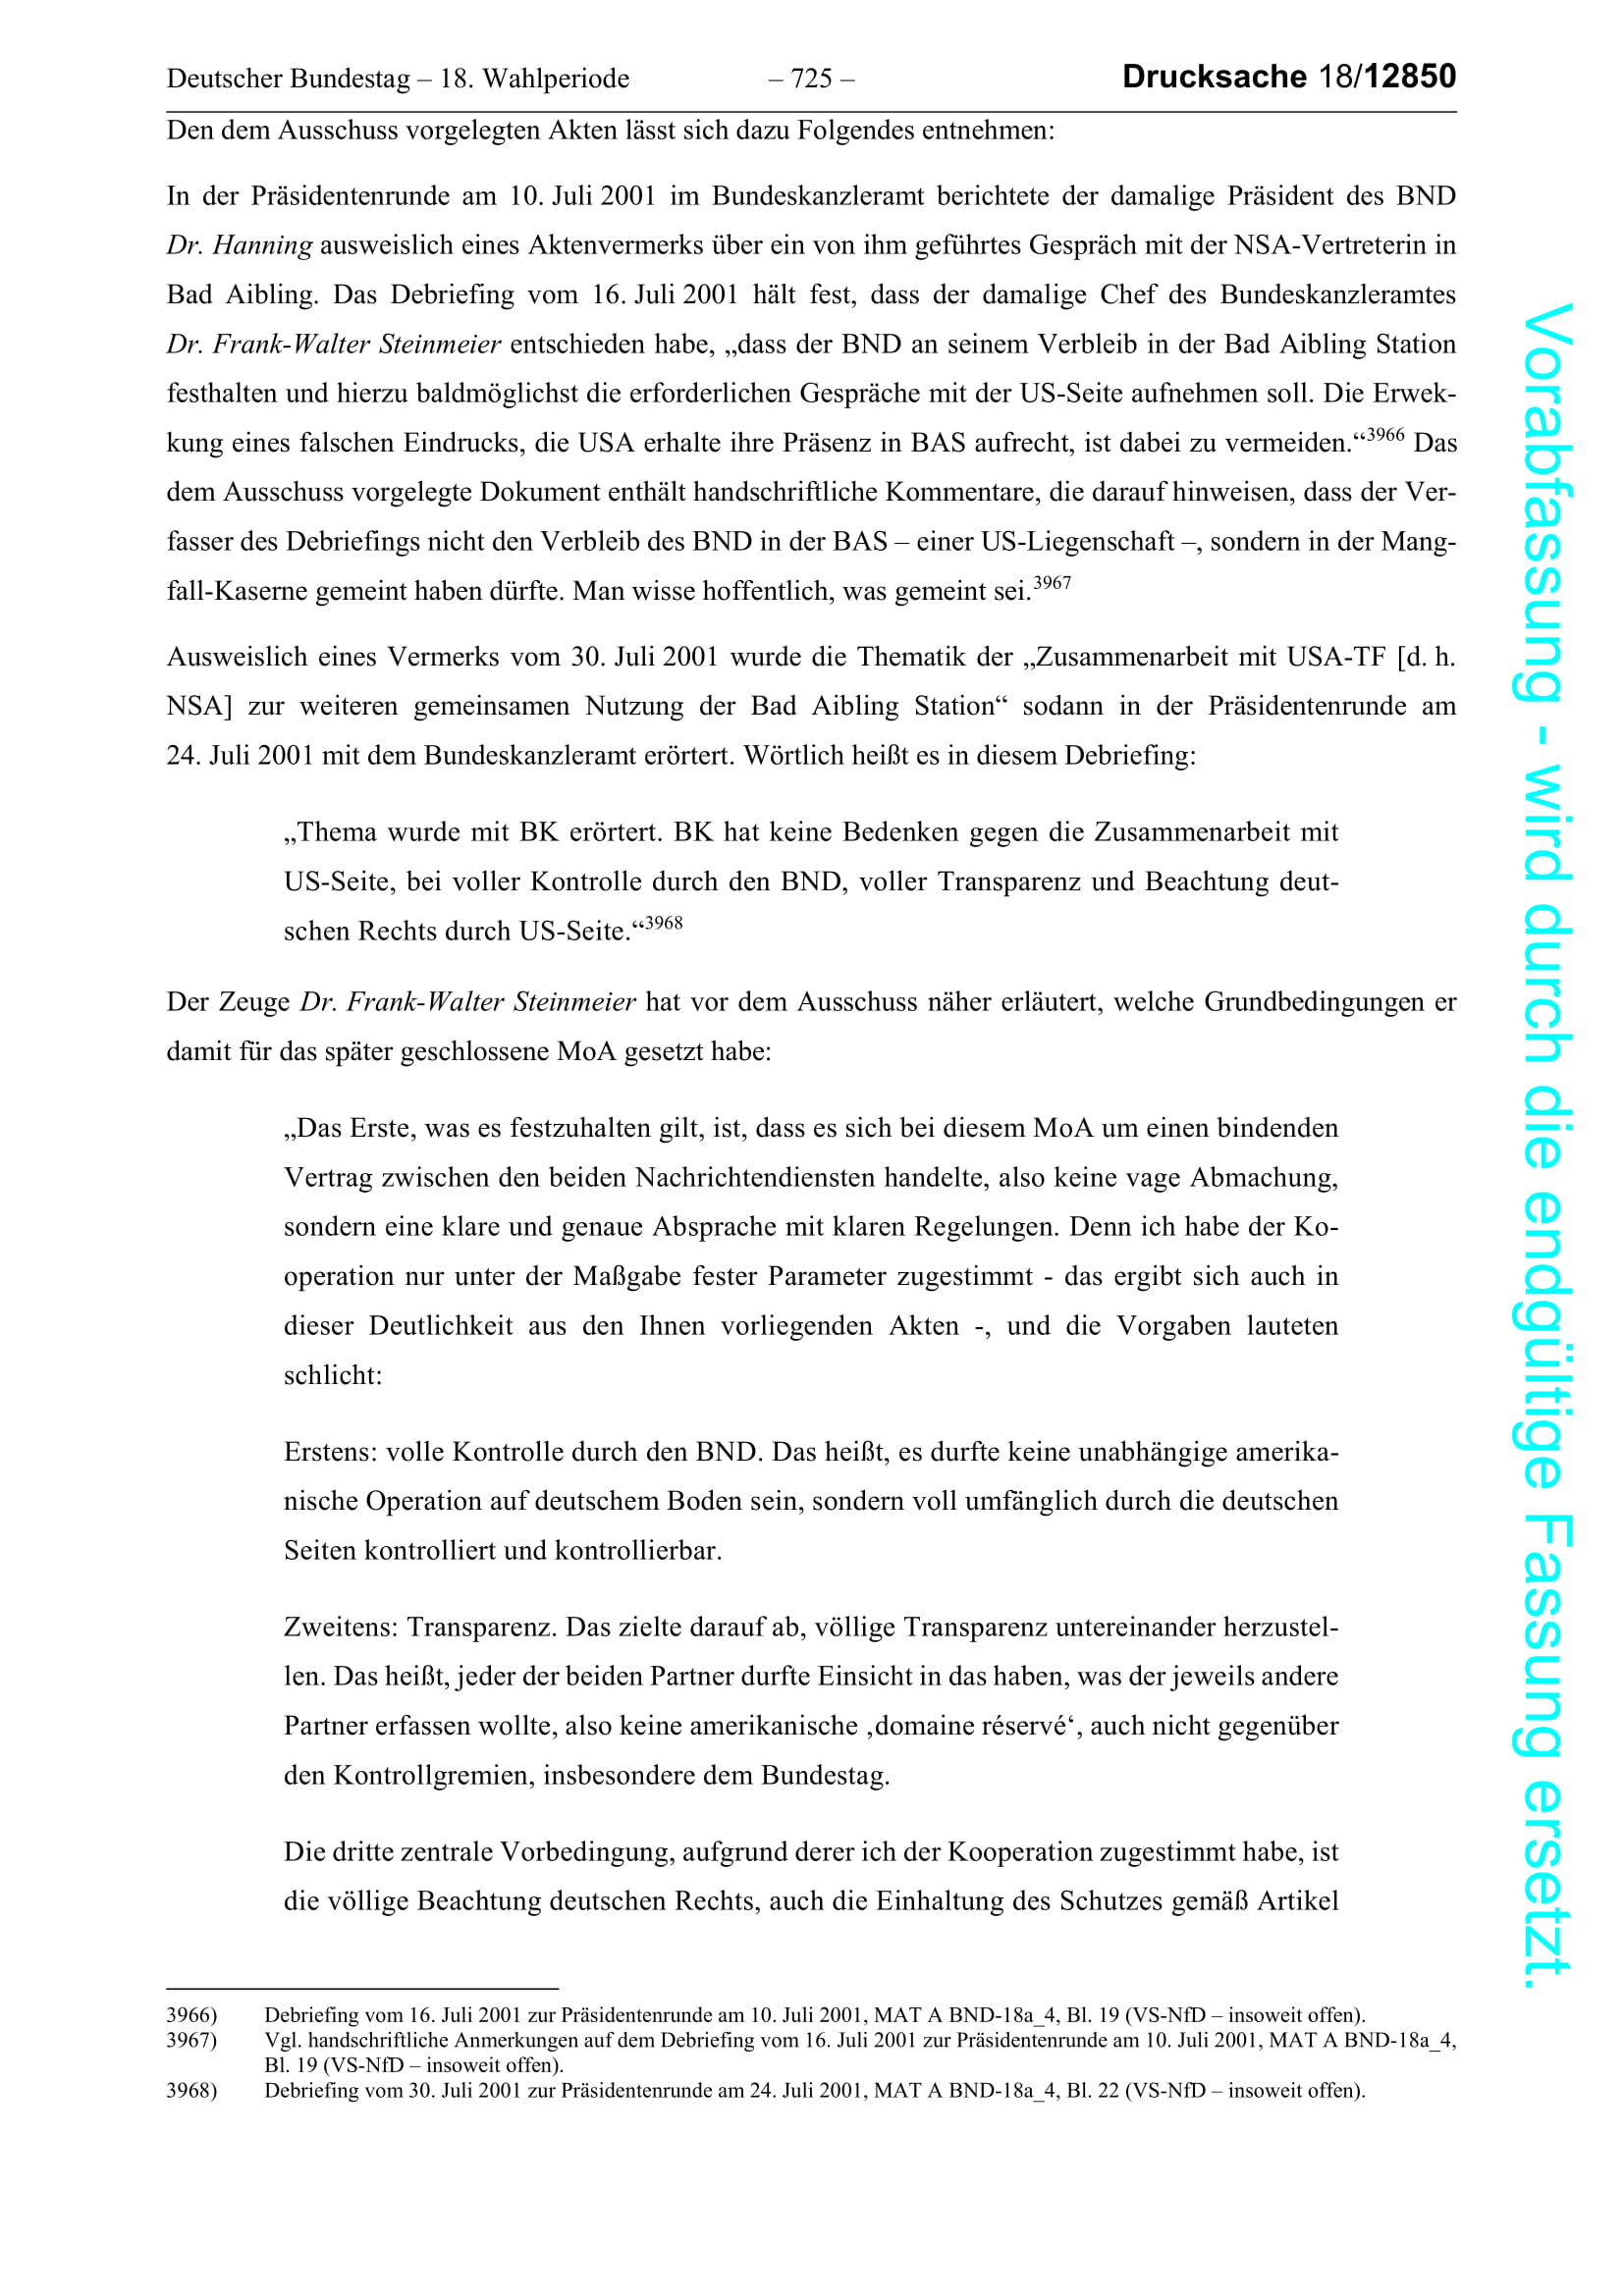 Deutscher Bundestag – 18. Wahlperiode – 725 – Drucksache 18/12850
Den dem Ausschuss vorgelegten Akten lässt sich dazu Folgendes entnehmen:
In der Präsidentenrunde am 10. Juli 2001 im Bundeskanzleramt berichtete der damalige Präsident des BND
Dr. Hanning ausweislich eines Aktenvermerks über ein von ihm geführtes Gespräch mit der NSA-Vertreterin in
Bad Aibling. Das Debriefing vom 16. Juli 2001 hält fest, dass der damalige Chef des Bundeskanzleramtes
Dr. Frank-Walter Steinmeier entschieden habe, „dass der BND an seinem Verbleib in der Bad Aibling Station
festhalten und hierzu baldmöglichst die erforderlichen Gespräche mit der US-Seite aufnehmen soll. Die Erwek-
kung eines falschen Eindrucks, die USA erhalte ihre Präsenz in BAS aufrecht, ist dabei zu vermeiden.“3966 Das
dem Ausschuss vorgelegte Dokument enthält handschriftliche Kommentare, die darauf hinweisen, dass der Ver-
fasser des Debriefings nicht den Verbleib des BND in der BAS – einer US-Liegenschaft –, sondern in der Mang-
fall-Kaserne gemeint haben dürfte. Man wisse hoffentlich, was gemeint sei.3967
Ausweislich eines Vermerks vom 30. Juli 2001 wurde die Thematik der „Zusammenarbeit mit USA-TF [d. h.
NSA] zur weiteren gemeinsamen Nutzung der Bad Aibling Station“ sodann in der Präsidentenrunde am
24. Juli 2001 mit dem Bundeskanzleramt erörtert. Wörtlich heißt es in diesem Debriefing:
„Thema wurde mit BK erörtert. BK hat keine Bedenken gegen die Zusammenarbeit mit
US-Seite, bei voller Kontrolle durch den BND, voller Transparenz und Beachtung deut-
schen Rechts durch US-Seite.“3968
Der Zeuge Dr. Frank-Walter Steinmeier hat vor dem Ausschuss näher erläutert, welche Grundbedingungen er
damit für das später geschlossene MoA gesetzt habe:
„Das Erste, was es festzuhalten gilt, ist, dass es sich bei diesem MoA um einen bindenden
Vertrag zwischen den beiden Nachrichtendiensten handelte, also keine vage Abmachung,
sondern eine klare und genaue Absprache mit klaren Regelungen. Denn ich habe der Ko-
operation nur unter der Maßgabe fester Parameter zugestimmt - das ergibt sich auch in
dieser Deutlichkeit aus den Ihnen vorliegenden Akten -, und die Vorgaben lauteten
schlicht:
Erstens: volle Kontrolle durch den BND. Das heißt, es durfte keine unabhängige amerika-
nische Operation auf deutschem Boden sein, sondern voll umfänglich durch die deutschen
Seiten kontrolliert und kontrollierbar.
Zweitens: Transparenz. Das zielte darauf ab, völlige Transparenz untereinander herzustel-
len. Das heißt, jeder der beiden Partner durfte Einsicht in das haben, was der jeweils andere
Partner erfassen wollte, also keine amerikanische ‚domaine réservé‘, auch nicht gegenüber
den Kontrollgremien, insbesondere dem Bundestag.
Die dritte zentrale Vorbedingung, aufgrund derer ich der Kooperation zugestimmt habe, ist
die völlige Beachtung deutschen Rechts, auch die Einhaltung des Schutzes gemäß Artikel
3966) Debriefing vom 16. Juli 2001 zur Präsidentenrunde am 10. Juli 2001, MAT A BND-18a_4, Bl. 19 (VS-NfD – insoweit offen).
3967) Vgl. handschriftliche Anmerkungen auf dem Debriefing vom 16. Juli 2001 zur Präsidentenrunde am 10. Juli 2001, MAT A BND-18a_4,
Bl. 19 (VS-NfD – insoweit offen).
3968) Debriefing vom 30. Juli 2001 zur Präsidentenrunde am 24. Juli 2001, MAT A BND-18a_4, Bl. 22 (VS-NfD – insoweit offen).
Vorabfassung - wird durch die endgültige Fassung ersetzt.